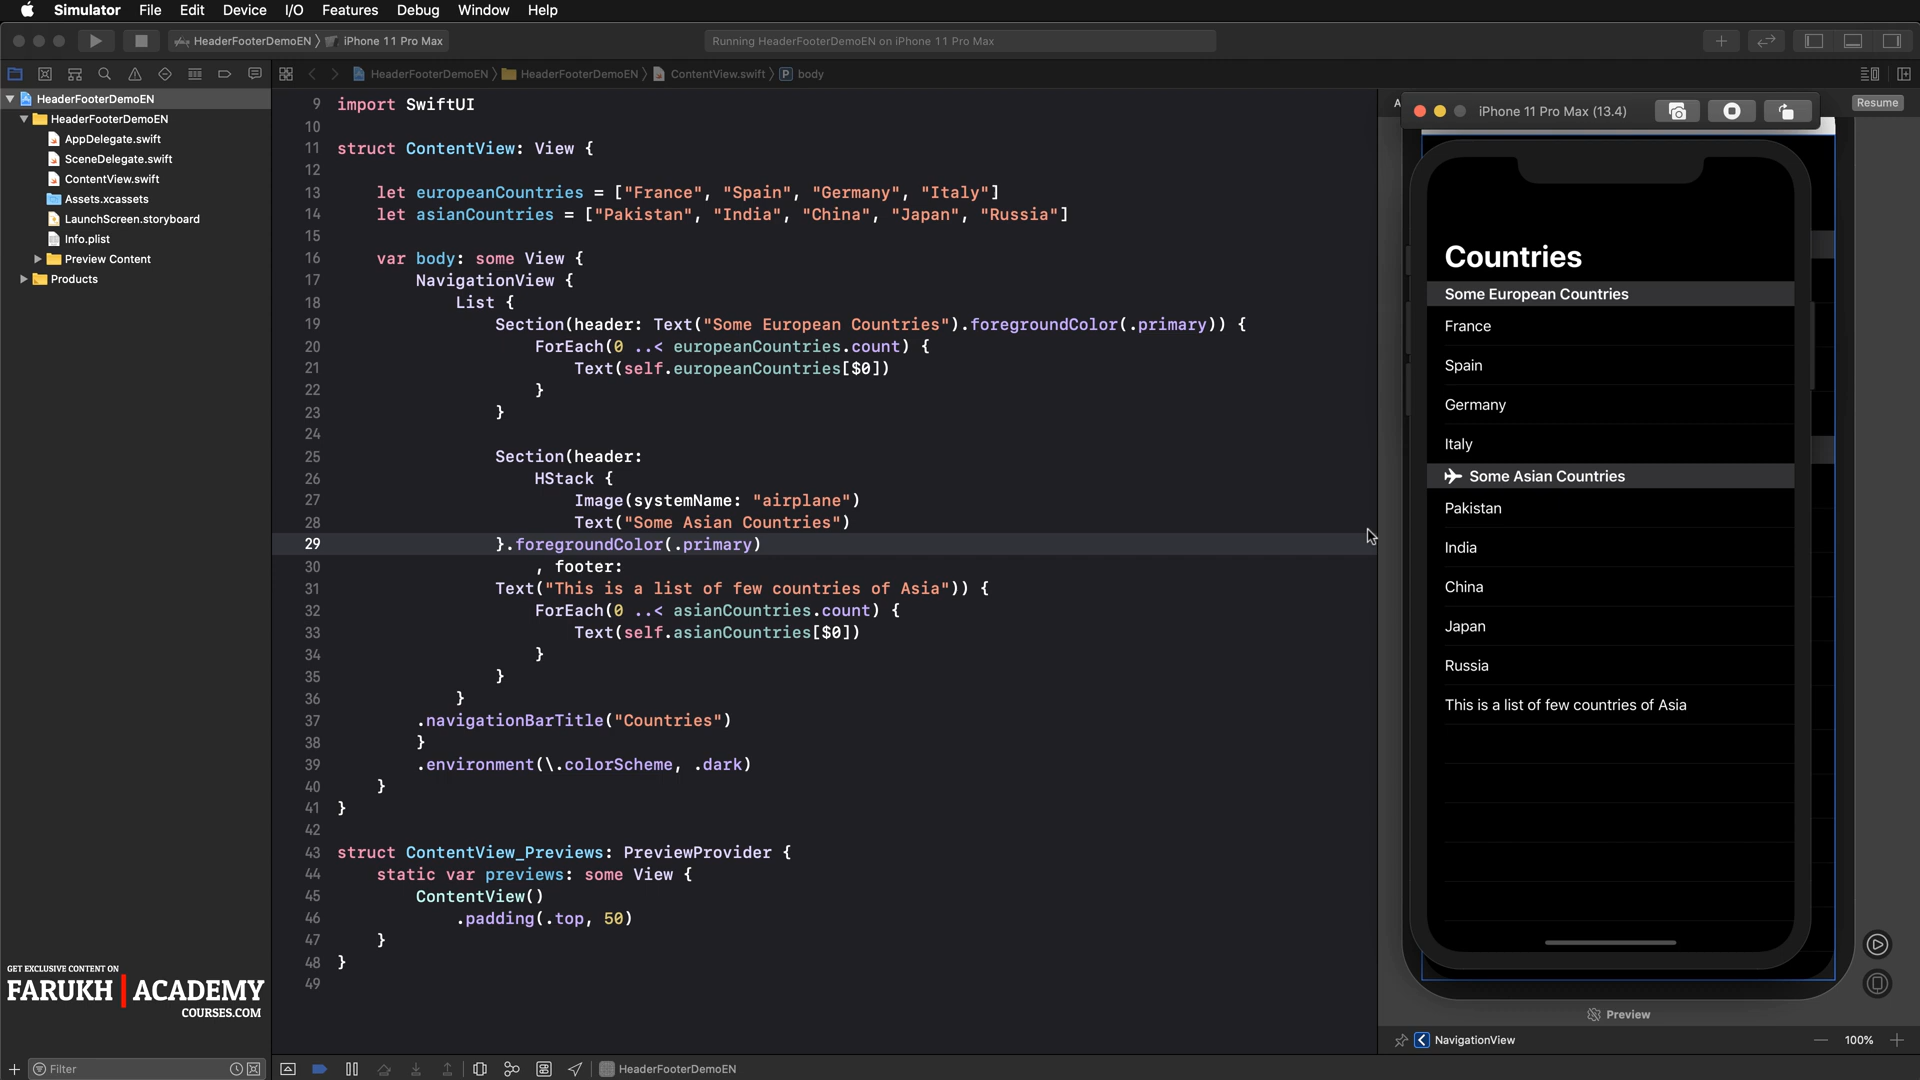 Simulator File Edit Device I/O Features Debug Window Help
HeaderFooterDemoEN iPhone 11 Pro Max
Running HeaderFooterDemoEN on iPhone 11 Pro Max
HeaderFooterDemoEN HeaderFooterDemoEN ContentView.swift P body
HeaderFooterDemoEN
HeaderFooterDemoEN
AppDelegate.swift
SceneDelegate.swift
ContentView.swift
Assets.xcassets
LaunchScreen.storyboard
Info.plist
Preview Content
Products
GET EXCLUSIVE CONTENT ON
FARUKH ACADEMY
COURSES.COM
Filter
9 import SwiftUI
10
11 struct ContentView: View {
12
13 let europeanCountries = ["France", "Spain", "Germany", "Italy"]
14 let asianCountries = ["Pakistan", "India", "China", "Japan", "Russia"]
15
16 var body: some View {
17 NavigationView {
18 List {
19 Section(header: Text("Some European Countries").foregroundColor(.primary)) {
20 ForEach(0 ..< europeanCountries.count) {
21 Text(self.europeanCountries[$0])
22 }
23 }
24
25 Section(header:
26 HStack {
27 Image(systemName: "airplane")
28 Text("Some Asian Countries")
29 }.foregroundColor(.primary)
30 , footer:
31 Text("This is a list of few countries of Asia")) {
32 ForEach(0 ..< asianCountries.count) {
33 Text(self.asianCountries[$0])
34 }
35 }
36 }
37 .navigationBarTitle("Countries")
38 }
39 .environment(\.colorScheme, .dark)
40 }
41 }
42
43 struct ContentView_Previews: PreviewProvider {
44 static var previews: some View {
45 ContentView()
46 .padding(.top, 50)
47 }
48 }
49
HeaderFooterDemoEN
iPhone 11 Pro Max (13.4)
Resume
Countries
Some European Countries
France
Spain
Germany
Italy
Some Asian Countries
Pakistan
India
China
Japan
Russia
This is a list of few countries of Asia
Preview
NavigationView 100%